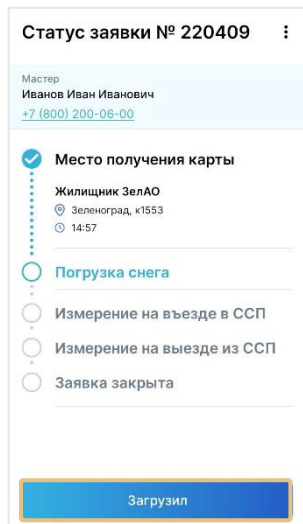 Статус заявки № 220409
Мастер
Иванов Иван Иванович
+7 (800) 200-06-00
Место получения карты
Жилищник ЗелАО
Зеленоград, к1553
14:57
Погрузка снега
Измерение на въезде в ССП
Измерение на выезде из ССП
Заявка закрыта
Загрузил